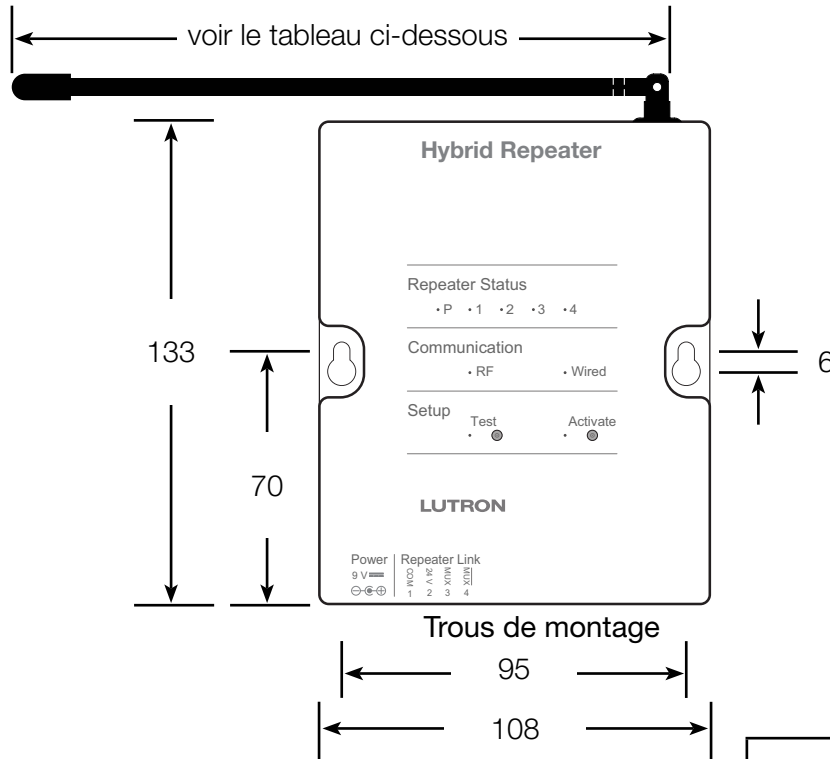 voir le tableau ci-dessous
Hybrid Repeater
Repeater Status
•P •1 •2 •3 •4
133
Communication
• RF • Wired
6
Setup
Test Activate
70
LUTRON
Power Repeater Link
9 V
COM 24 V MUX MUX
1 2 3 4
Trous de montage
95
108